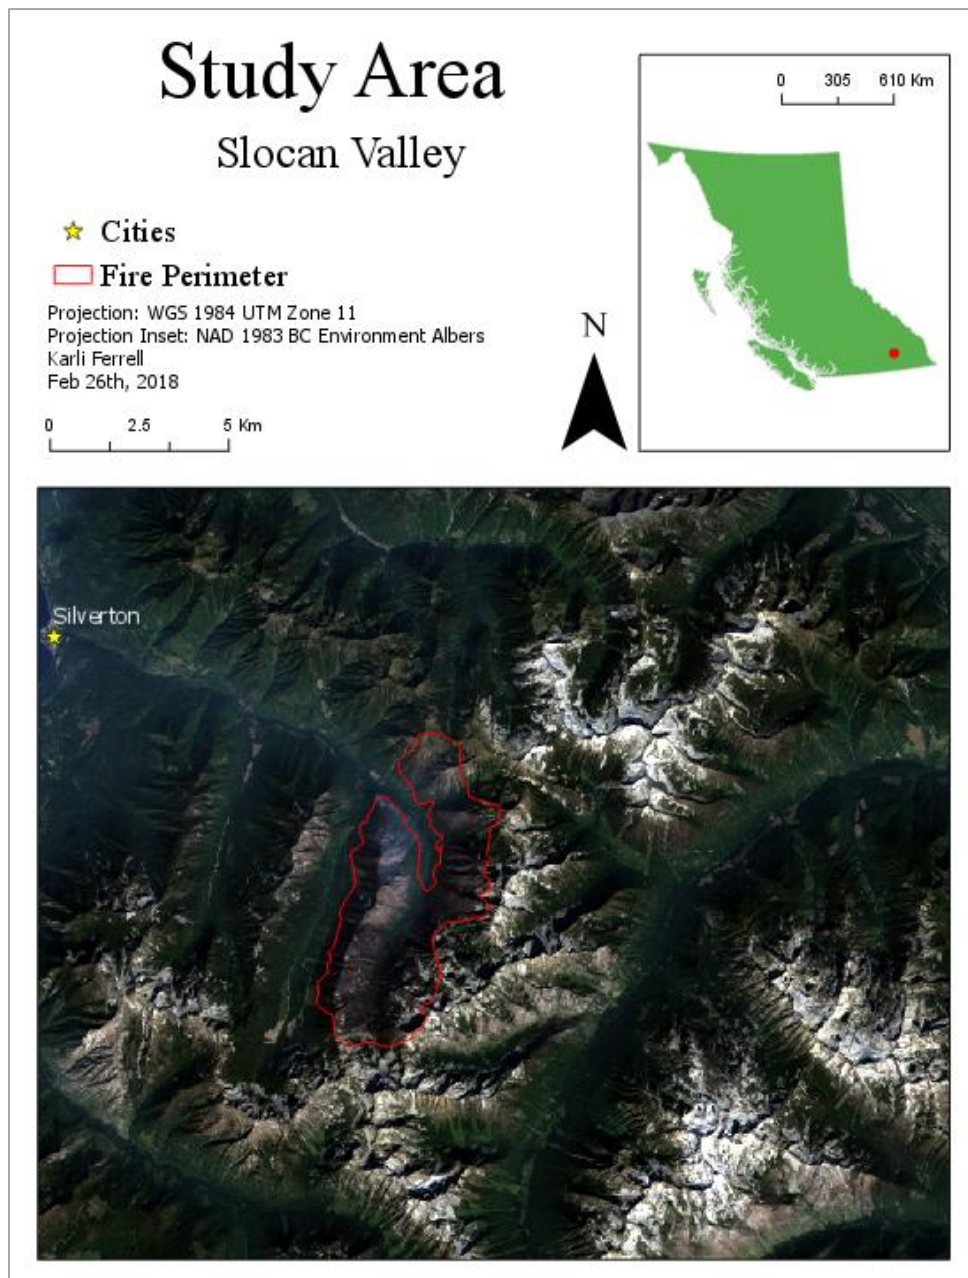 Study Area
Slocan Valley
Cities
Fire Perimeter
Projection: WGS 1984 UTM Zone 11
Projection Inset: NAD 1983 BC Environment Albers
Karli Ferrell
Feb 26th, 2018
0 2.5 5 Km
N
0 305 610 Km
Silverton